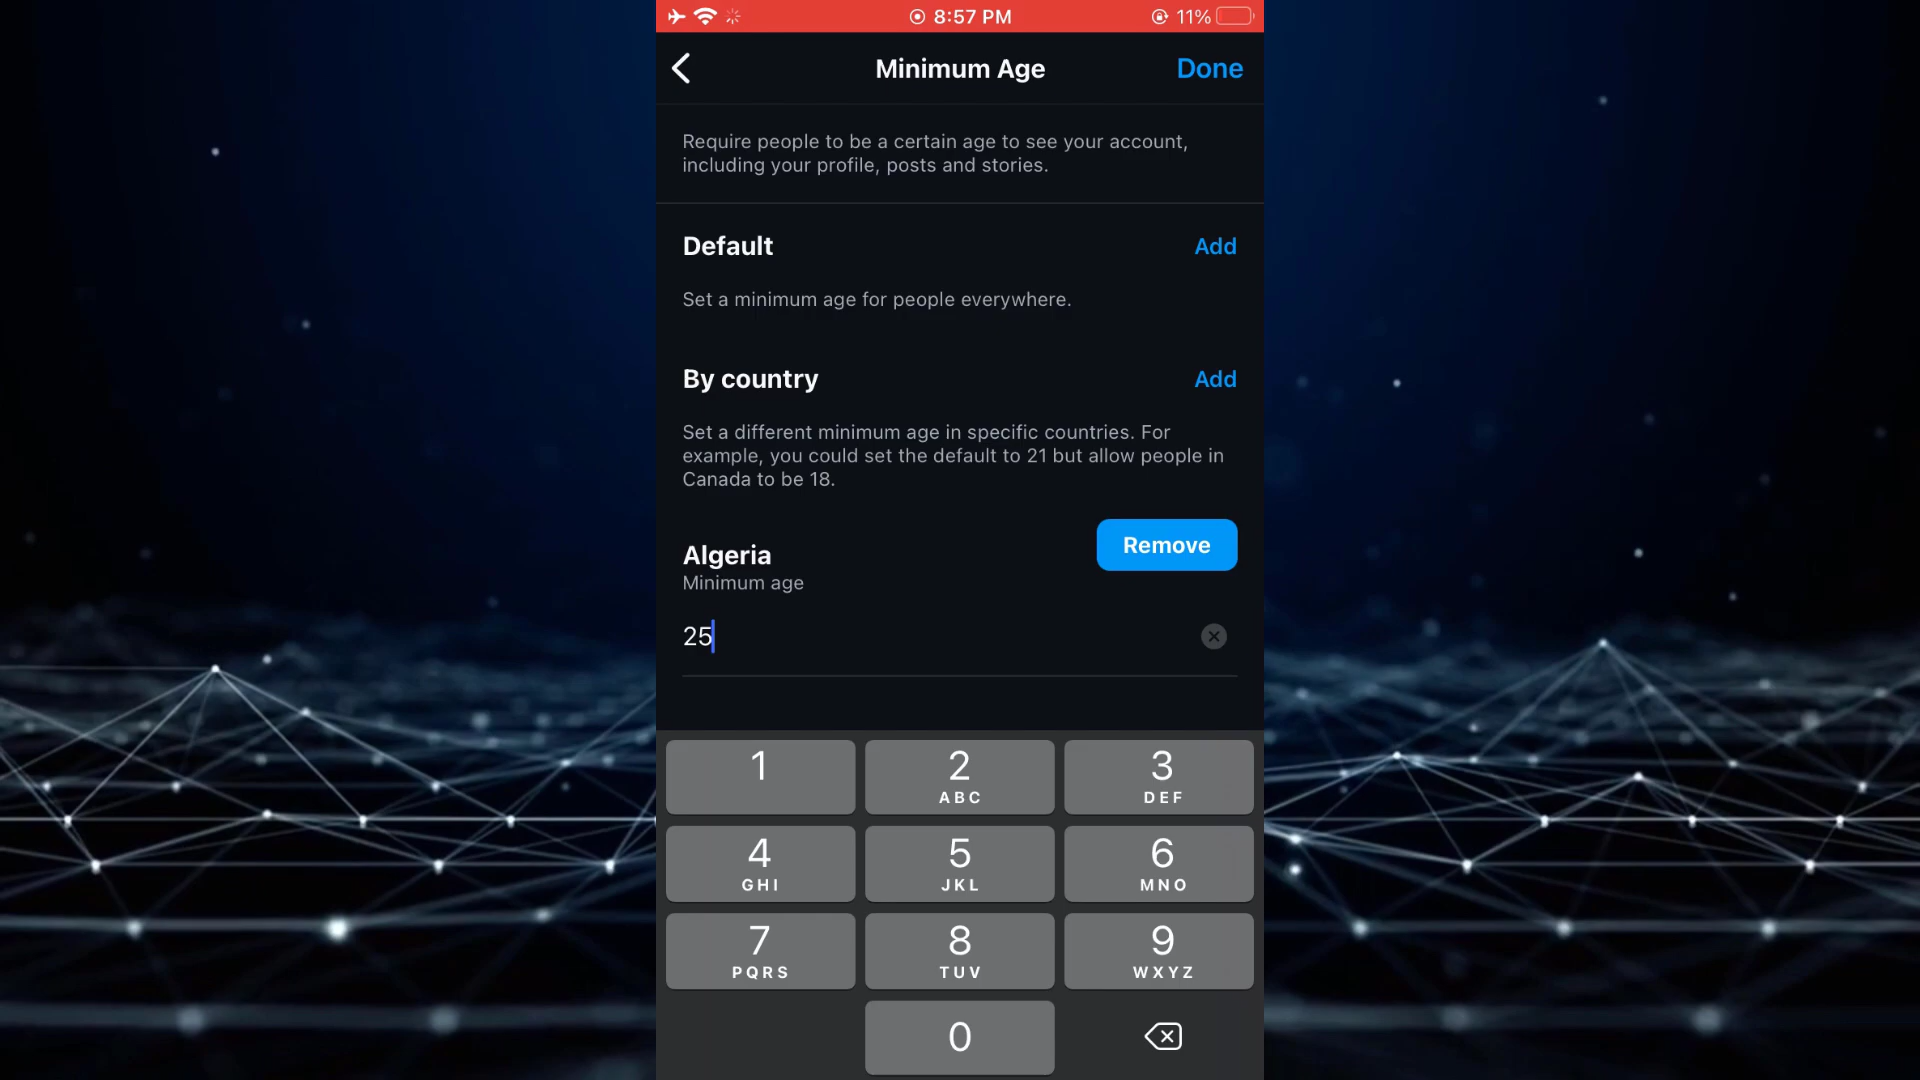 8:57 PM
11%
Minimum Age
Done
Require people to be a certain age to see your account,
including your profile, posts and stories.
Default
Add
Set a minimum age for people everywhere.
By country
Add
Set a different minimum age in specific countries. For
example, you could set the default to 21 but allow people in
Canada to be 18.
Algeria
Remove
Minimum age
25
1
2
3
ABC
DEF
4
5
6
GHI
JKL
MNO
7
8
9
PQRS
TUV
WXYZ
0